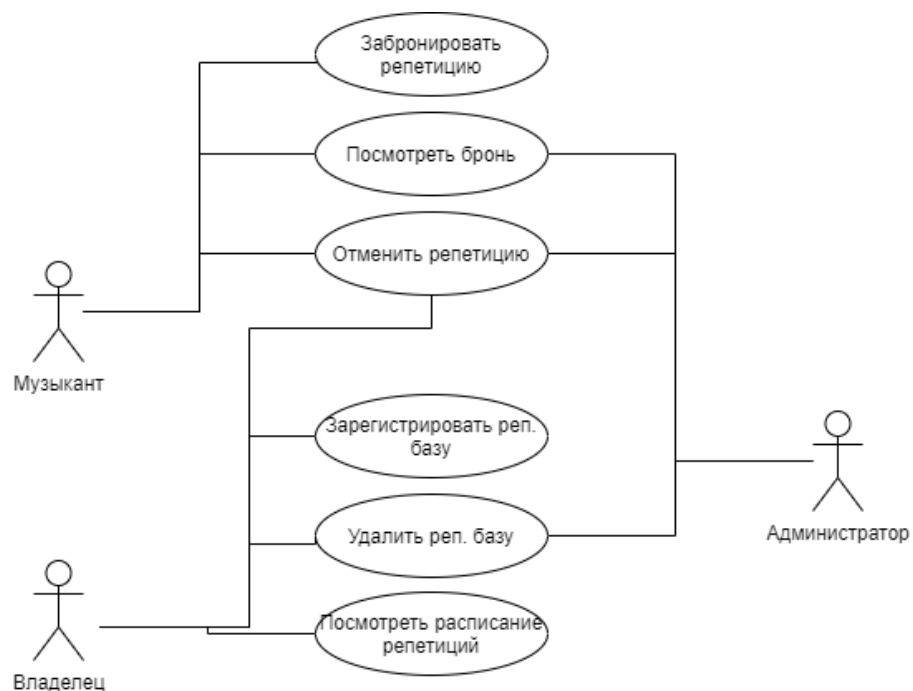 Забронировать
репетицию
Посмотреть бронь
Отменить репетицию
Музыкант
Зарегистрировать реп.
базу
Удалить реп. базу
Администратор
Посмотреть расписание
репетиций
Владелец